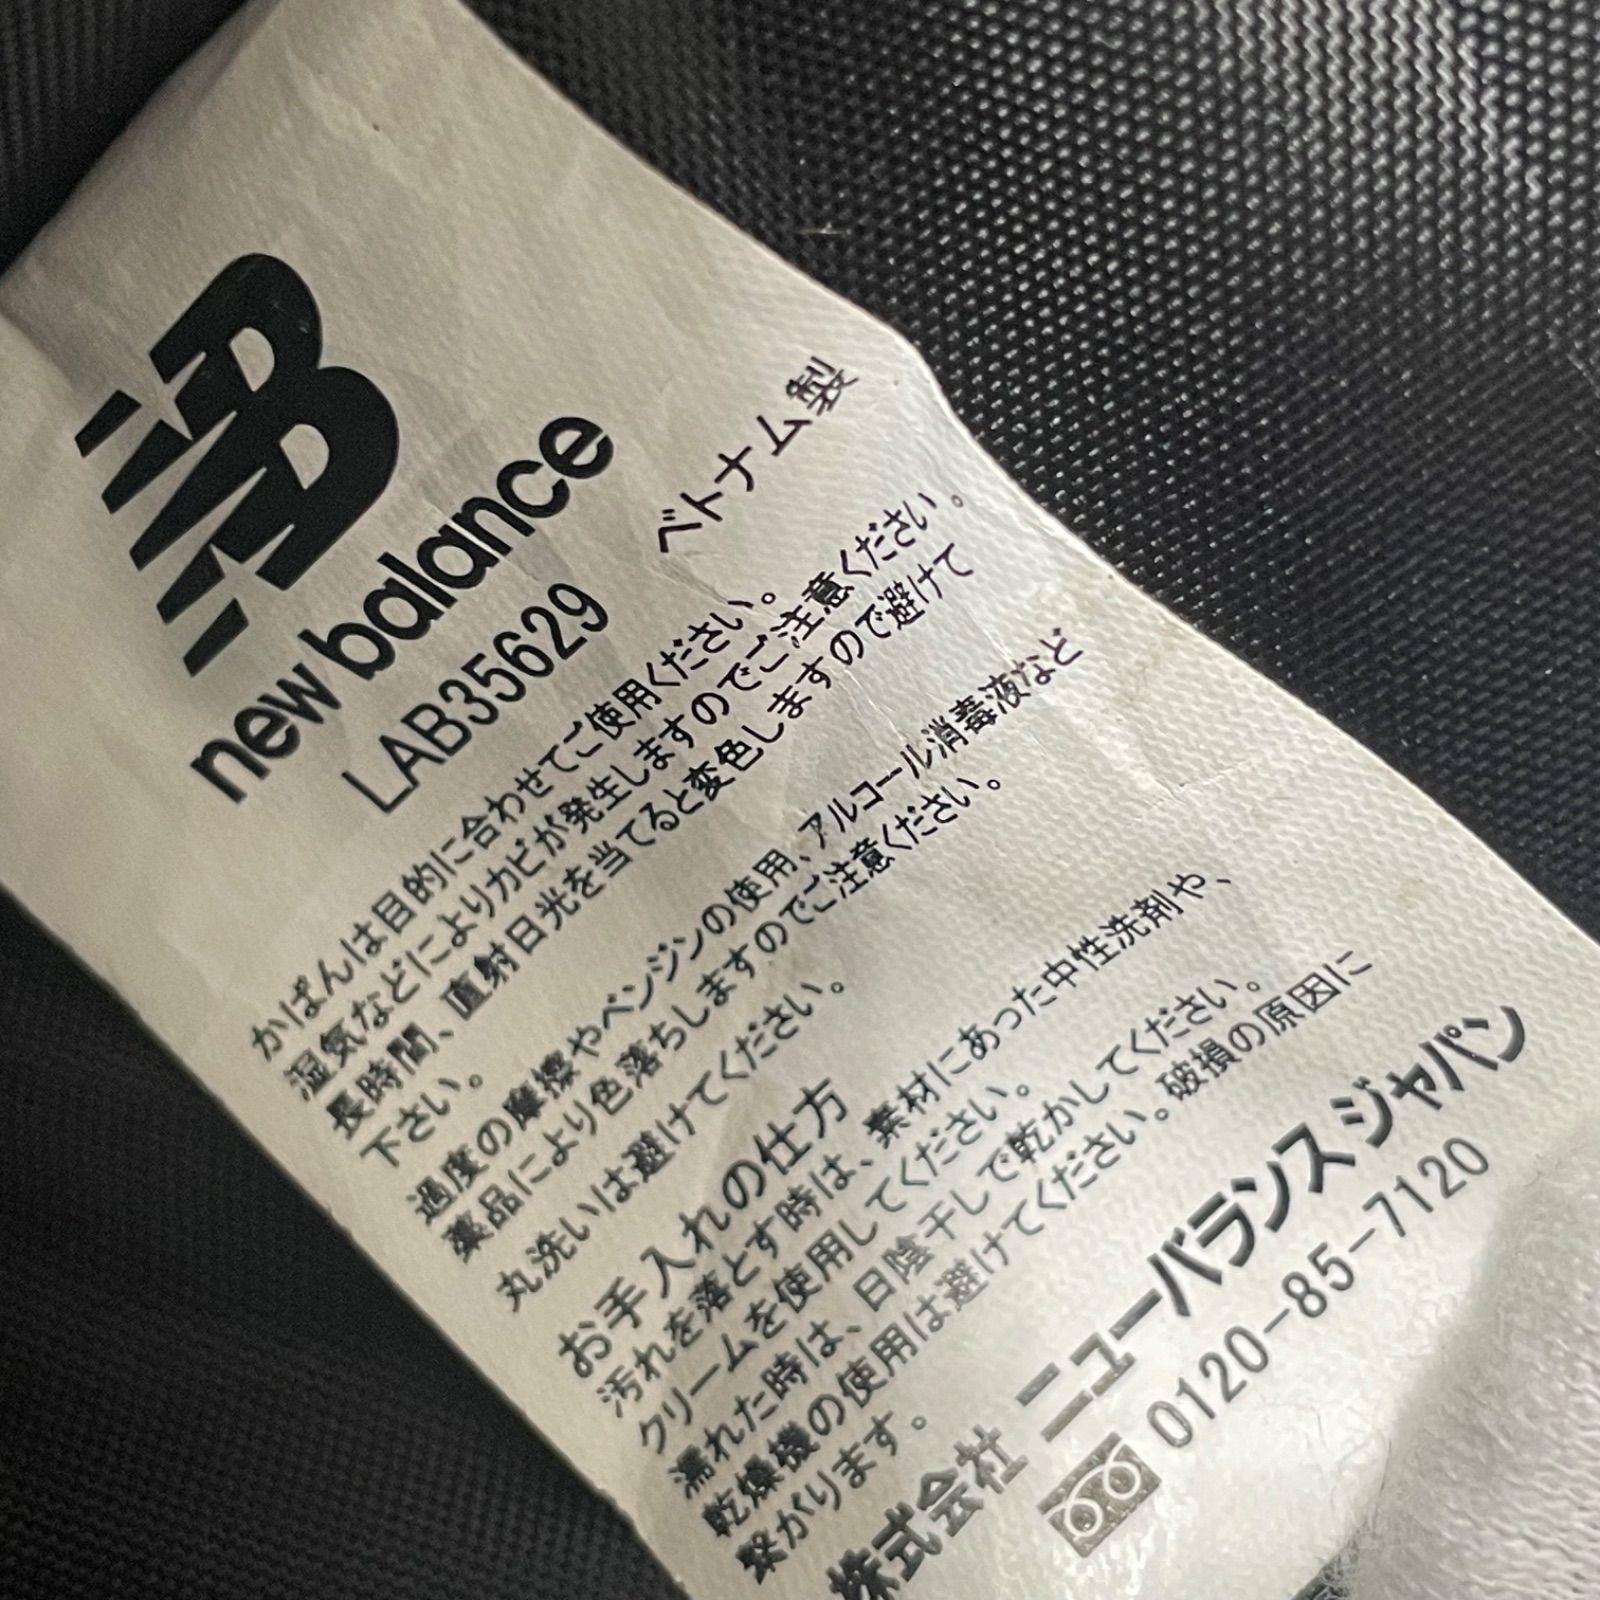 NB
new balance
LAB35629 ベトナム製
かばんは目的に合わせてご使用ください。
湿気などによりカビが発生しますのでご注意ください。
長時間、直射日光を当てると変色しますので避けて
下さい。
過度の摩擦やベンジンの使用、アルコール消毒液など
薬品により色落ちしますのでご注意ください。
丸洗いは避けてください。
お手入れの仕方
汚れを落とす時は、素材にあった中性洗剤や、
クリームを使用してください。
濡れた時は、日陰干しで乾かしてください。
乾燥機の使用は避けてください。破損の原因に
繋がります。
株式会社 ニューバランス ジャパン
0120-85-7120